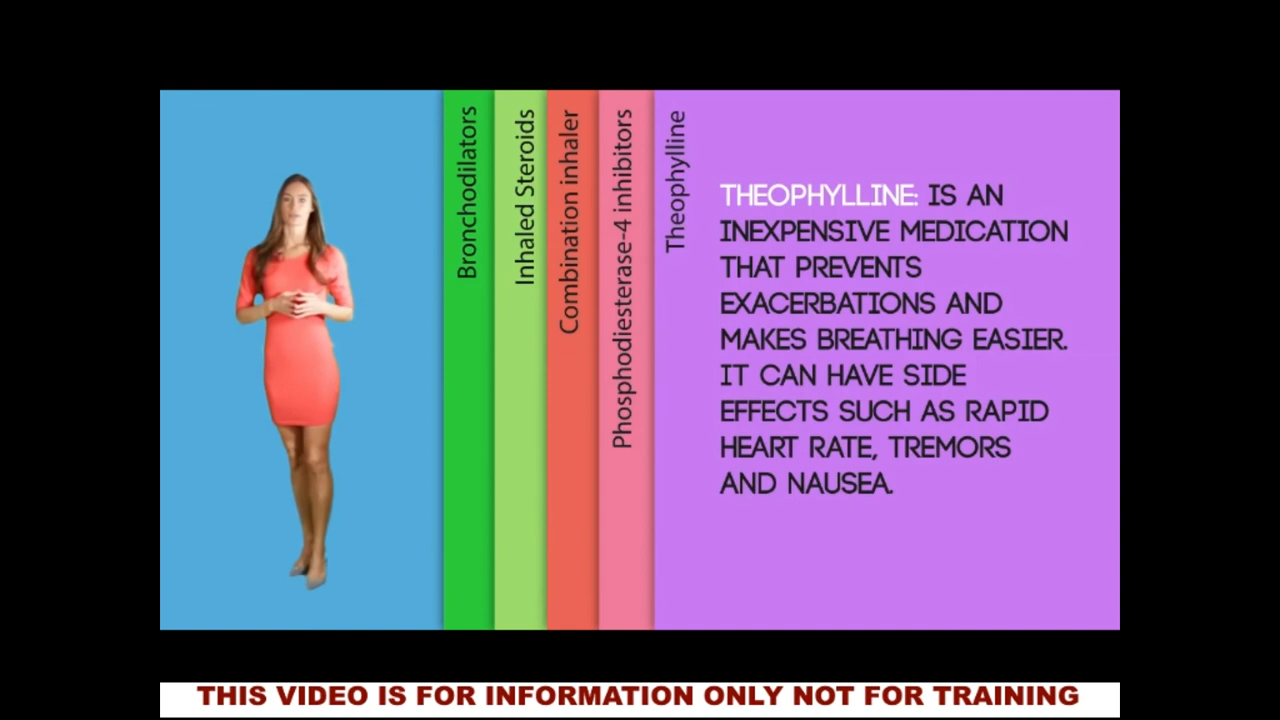 Bronchodilators
Inhaled Steroids
Combination inhaler
Phosphodiesterase-4 inhibitors
Theophylline
THEOPHYLLINE: IS AN
INEXPENSIVE MEDICATION
THAT PREVENTS
EXACERBATIONS AND
MAKES BREATHING EASIER.
IT CAN HAVE SIDE
EFFECTS SUCH AS RAPID
HEART RATE, TREMORS
AND NAUSEA.
THIS VIDEO IS FOR INFORMATION ONLY NOT FOR TRAINING